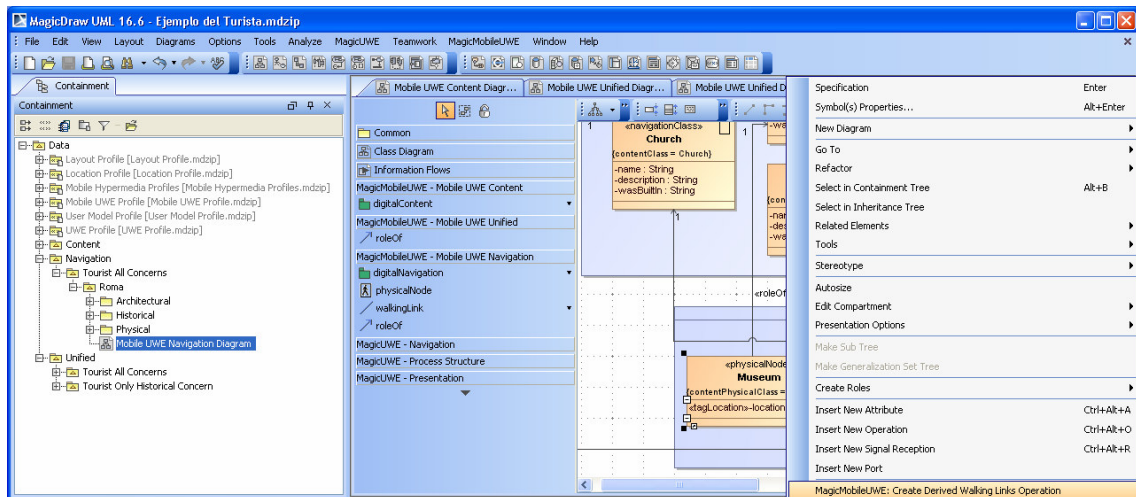 MagicDraw UML 16.6 - Ejemplo del Turista.mdzip
File Edit View Layout Diagrams Options Tools Analyze MagicUWE Teamwork MagicMobileUWE Window Help
Containment
Containment
Data
Layout Profile [Layout Profile.mdzip]
Location Profile [Location Profile.mdzip]
Mobile Hypermedia Profiles [Mobile Hypermedia Profiles.mdzip]
Mobile UWE Profile [Mobile UWE Profile.mdzip]
User Model Profile [User Model Profile.mdzip]
UWE Profile [UWE Profile.mdzip]
Content
Navigation
Tourist All Concerns
Roma
Architectural
Historical
Physical
Mobile UWE Navigation Diagram
Unified
Tourist All Concerns
Tourist Only Historical Concern
Mobile UWE Content Diagr... Mobile UWE Unified Diagr... Mobile UWE Unified D
Common
Class Diagram
Information Flows
MagicMobileUWE - Mobile UWE Content
digitalContent
MagicMobileUWE - Mobile UWE Unified
roleOf
MagicMobileUWE - Mobile UWE Navigation
digitalNavigation
physicalNode
walkingLink
roleOf
MagicUWE - Navigation
MagicUWE - Process Structure
MagicUWE - Presentation
1
«navigationClass»
Church
{contentClass = Church}
-name : String
-description : String
-wasBuiltIn : String
1
1
-wa
{con
-nar
-des
-wa
«roleOf
«physicalNode
Museum
{contentPhysicalClass =
«tagLocation»-location
Specification Enter
Symbol(s) Properties... Alt+Enter
New Diagram
Go To
Refactor
Select in Containment Tree Alt+B
Select in Inheritance Tree
Related Elements
Tools
Stereotype
Autosize
Edit Compartment
Presentation Options
Make Sub Tree
Make Generalization Set Tree
Create Roles
Insert New Attribute Ctrl+Alt+A
Insert New Operation Ctrl+Alt+O
Insert New Signal Reception Ctrl+Alt+R
Insert New Port
MagicMobileUWE: Create Derived Walking Links Operation